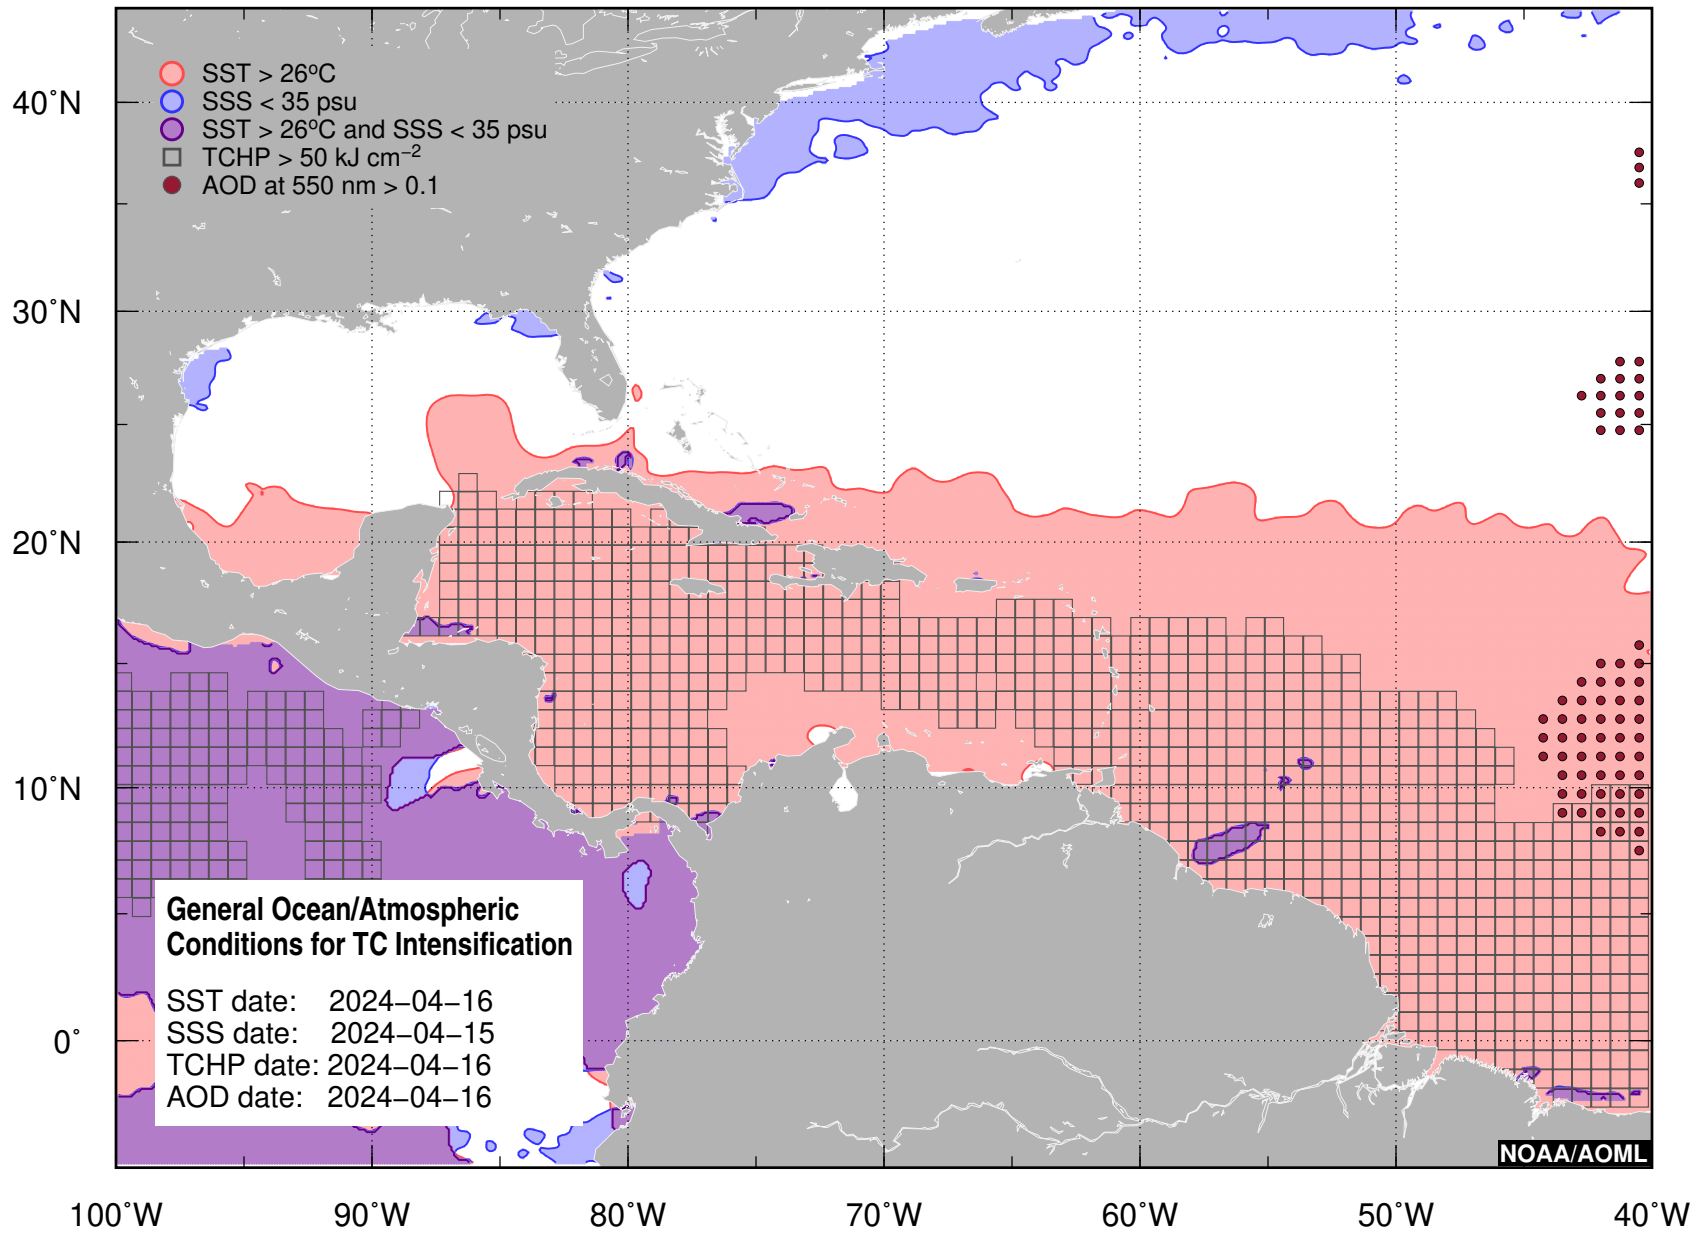 40°N
30°N
20°N
10°N
0°
SST > 26°C
SSS < 35 psu
SST > 26°C and SSS < 35 psu
TCHP > 50 kJ cm⁻²
AOD at 550 nm > 0.1
General Ocean/Atmospheric
Conditions for TC Intensification
SST date: 2024−04−16
SSS date: 2024−04−15
TCHP date: 2024−04−16
AOD date: 2024−04−16
NOAA/AOML
100°W 90°W 80°W 70°W 60°W 50°W 40°W